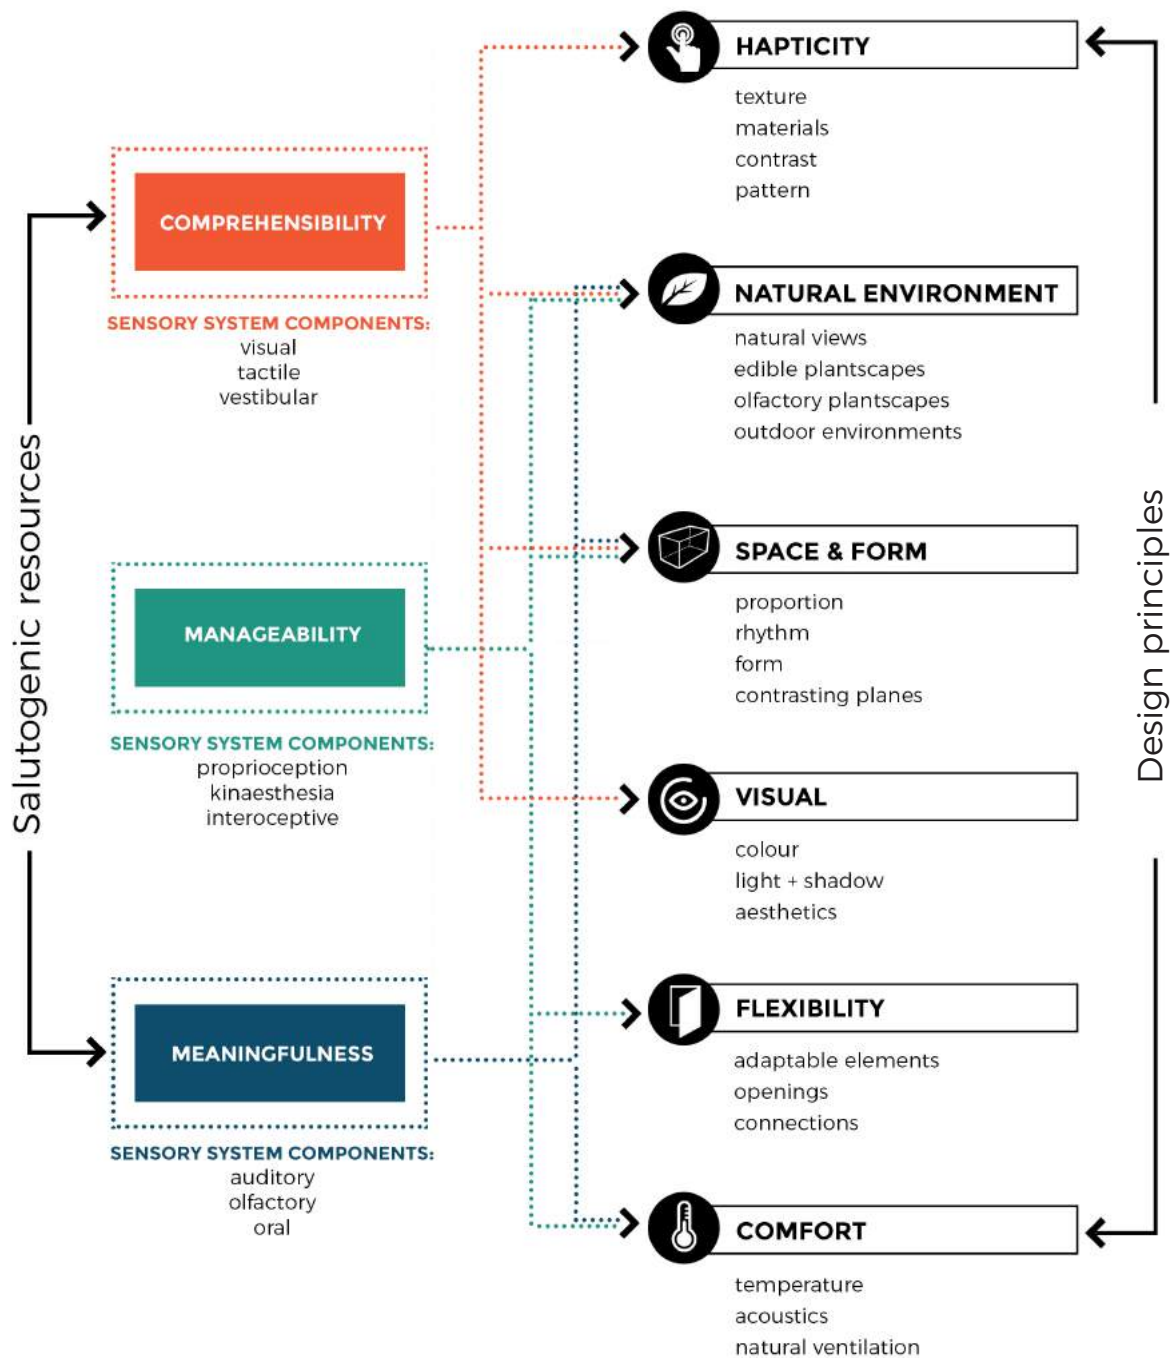 Salutogenic resources
COMPREHENSIBILITY
SENSORY SYSTEM COMPONENTS:
visual
tactile
vestibular
MANAGEABILITY
SENSORY SYSTEM COMPONENTS:
proprioception
kinaesthesia
interoceptive
MEANINGFULNESS
SENSORY SYSTEM COMPONENTS:
auditory
olfactory
oral
HAPTICITY
texture
materials
contrast
pattern
NATURAL ENVIRONMENT
natural views
edible plantscapes
olfactory plantscapes
outdoor environments
SPACE & FORM
proportion
rhythm
form
contrasting planes
VISUAL
colour
light + shadow
aesthetics
FLEXIBILITY
adaptable elements
openings
connections
COMFORT
temperature
acoustics
natural ventilation
Design principles